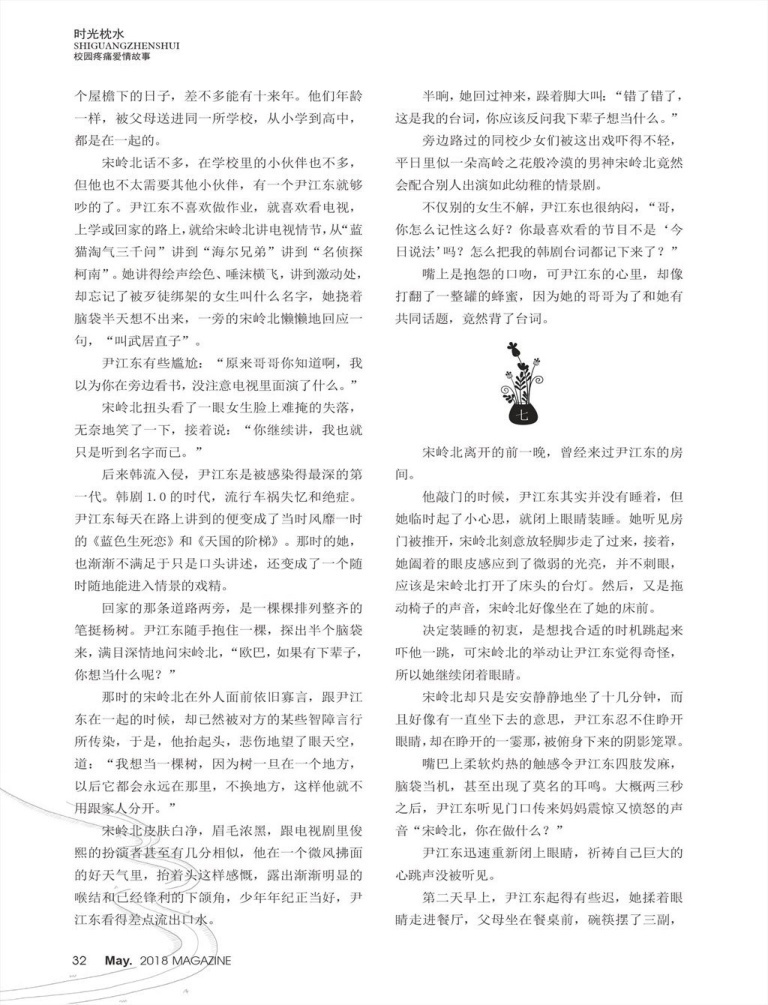 时光枕水
SHIGUANGZHENSHUI
校园疼痛爱情故事
个屋檐下的日子，差不多能有十来年。他们年龄
一样，被父母送进同一所学校，从小学到高中，
都是在一起的。
宋岭北话不多，在学校里的小伙伴也不多，
但他也不太需要其他小伙伴，有一个尹江东就够
吵的了。尹江东不喜欢做作业，就喜欢看电视，
上学或回家的路上，就给宋岭北讲电视情节，从“蓝
猫淘气三千问”讲到“海尔兄弟”讲到“名侦探
柯南”。她讲得绘声绘色、唾沫横飞，讲到激动处，
却忘记了被歹徒绑架的女生叫什么名字，她挠着
脑袋半天想不出来，一旁的宋岭北懒懒地回应一
句，“叫武居直子”。
尹江东有些尴尬：“原来哥哥你知道啊，我
以为你在旁边看书，没注意电视里面演了什么。”
宋岭北扭头看了一眼女生脸上难掩的失落，
无奈地笑了一下，接着说：“你继续讲，我也就
只是听到名字而已。”
后来韩流入侵，尹江东是被感染得最深的第
一代。韩剧 1.0 的时代，流行车祸失忆和绝症。
尹江东每天在路上讲到的便变成了当时风靡一时
的《蓝色生死恋》和《天国的阶梯》。那时的她，
也渐渐不满足于只是口头讲述，还变成了一个随
时随地能进入情景的戏精。
回家的那条道路两旁，是一棵棵排列整齐的
笔挺杨树。尹江东随手抱住一棵，探出半个脑袋
来，满目深情地问宋岭北，“欧巴，如果有下辈子，
你想当什么呢？”
那时的宋岭北在外人面前依旧寡言，跟尹江
东在一起的时候，却已然被对方的某些智障言行
所传染，于是，他抬起头，悲伤地望了眼天空，
道：“我想当一棵树，因为树一旦在一个地方，
以后它都会永远在那里，不换地方，这样他就不
用跟家人分开。”
宋岭北皮肤白净，眉毛浓黑，跟电视剧里俊
熙的扮演者甚至有几分相似，他在一个微风拂面
的好天气里，抬着头这样感慨，露出渐渐明显的
喉结和已经锋利的下颌角，少年年纪正当好，尹
江东看得差点流出口水。
半晌，她回过神来，跺着脚大叫：“错了错了，
这是我的台词，你应该反问我下辈子想当什么。”
旁边路过的同校少女们被这出戏吓得不轻，
平日里似一朵高岭之花般冷漠的男神宋岭北竟然
会配合别人出演如此幼稚的情景剧。
不仅别的女生不解，尹江东也很纳闷，“哥，
你怎么记性这么好？你最喜欢看的节目不是‘今
日说法’吗？怎么把我的韩剧台词都记下来了？”
嘴上是抱怨的口吻，可尹江东的心里，却像
打翻了一整罐的蜂蜜，因为她的哥哥为了和她有
共同话题，竟然背了台词。
七
宋岭北离开的前一晚，曾经来过尹江东的房
间。
他敲门的时候，尹江东其实并没有睡着，但
她临时起了小心思，就闭上眼睛装睡。她听见房
门被推开，宋岭北刻意放轻脚步走了过来，接着，
她阖着的眼皮感应到了微弱的光亮，并不刺眼，
应该是宋岭北打开了床头的台灯。然后，又是拖
动椅子的声音，宋岭北好像坐在了她的床前。
决定装睡的初衷，是想找合适的时机跳起来
吓他一跳，可宋岭北的举动让尹江东觉得奇怪，
所以她继续闭着眼睛。
宋岭北却只是安安静静地坐了十几分钟，而
且好像有一直坐下去的意思，尹江东忍不住睁开
眼睛，却在睁开的一霎那，被俯身下来的阴影笼罩。
嘴巴上柔软灼热的触感令尹江东四肢发麻，
脑袋当机，甚至出现了莫名的耳鸣。大概两三秒
之后，尹江东听见门口传来妈妈震惊又愤怒的声
音“宋岭北，你在做什么？”
尹江东迅速重新闭上眼睛，祈祷自己巨大的
心跳声没被听见。
第二天早上，尹江东起得有些迟，她揉着眼
睛走进餐厅，父母坐在餐桌前，碗筷摆了三副，
32 May. 2018 MAGAZINE